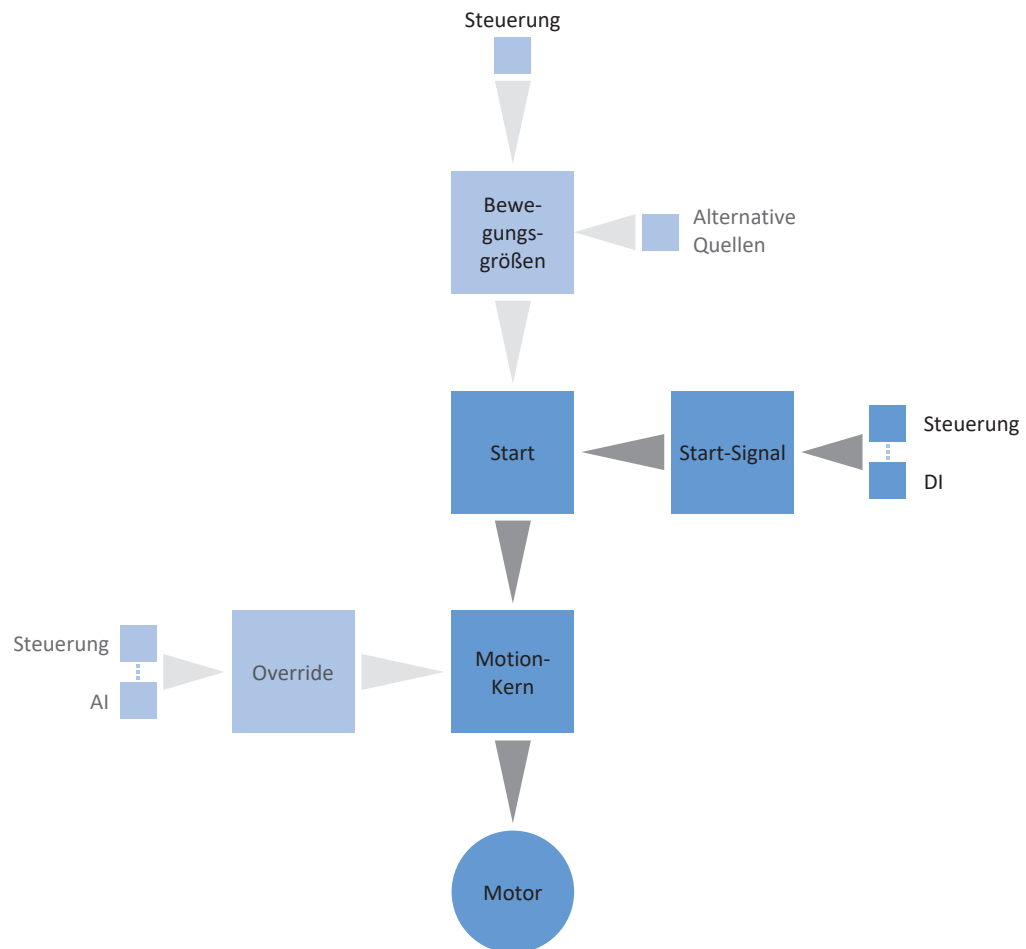 Steuerung
Bewe-
gungs-
größen
Alternative
Quellen
Start
Start-Signal
Steuerung
DI
Steuerung
AI
Override
Motion-
Kern
Motor